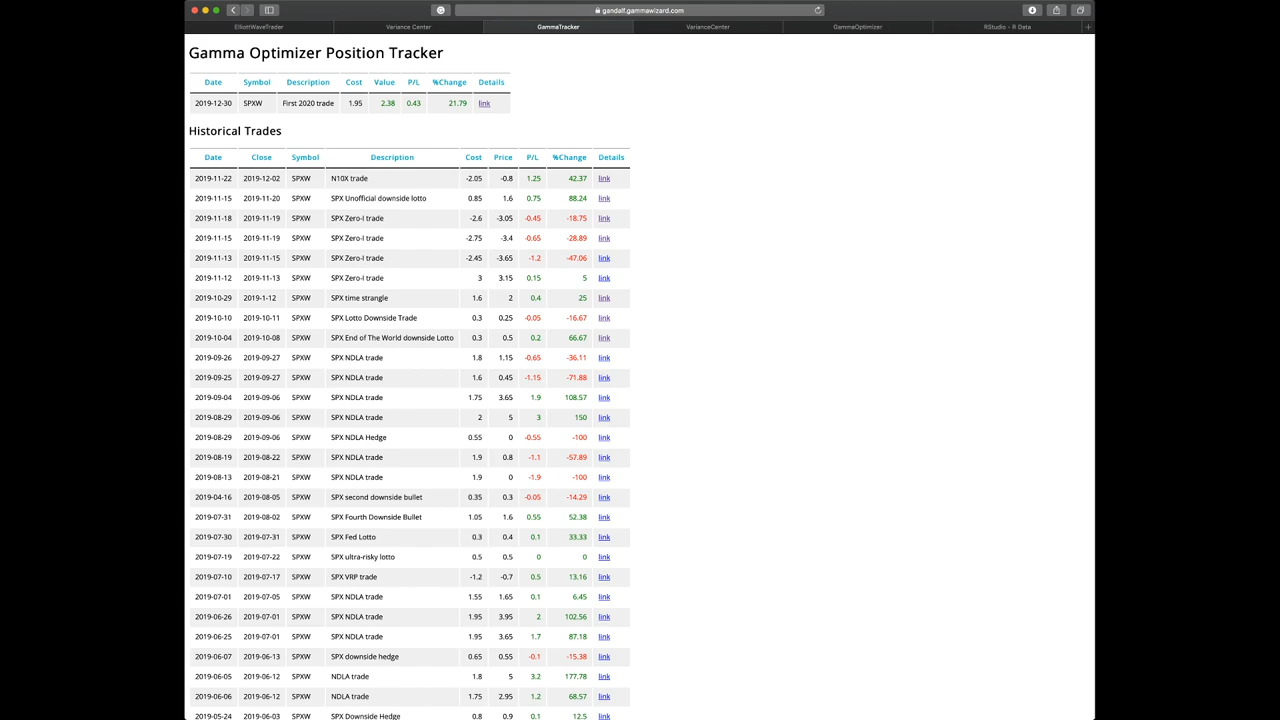 gandalf.gammawizard.com
ElliottWaveTrader Variance Center GammaTracker VarianceCenter GammaOptimizer RStudio - R Data
Gamma Optimizer Position Tracker
Date Symbol Description Cost Value P/L %Change Details
2019-12-30 SPXW First 2020 trade 1.95 2.38 0.43 21.79 link
Historical Trades
Date Close Symbol Description Cost Price P/L %Change Details
2019-11-22 2019-12-02 SPXW N10X trade -2.05 -0.8 1.25 42.37 link
2019-11-15 2019-11-20 SPXW SPX Unofficial downside lotto 0.85 1.6 0.75 88.24 link
2019-11-18 2019-11-19 SPXW SPX Zero-I trade -2.6 -3.05 -0.45 -18.75 link
2019-11-15 2019-11-19 SPXW SPX Zero-I trade -2.75 -3.4 -0.65 -28.89 link
2019-11-13 2019-11-15 SPXW SPX Zero-I trade -2.45 -3.65 -1.2 -47.06 link
2019-11-12 2019-11-13 SPXW SPX Zero-I trade 3 3.15 0.15 5 link
2019-10-29 2019-1-12 SPXW SPX time strangle 1.6 2 0.4 25 link
2019-10-10 2019-10-11 SPXW SPX Lotto Downside Trade 0.3 0.25 -0.05 -16.67 link
2019-10-04 2019-10-08 SPXW SPX End of The World downside Lotto 0.3 0.5 0.2 66.67 link
2019-09-26 2019-09-27 SPXW SPX NDLA trade 1.8 1.15 -0.65 -36.11 link
2019-09-25 2019-09-27 SPXW SPX NDLA trade 1.6 0.45 -1.15 -71.88 link
2019-09-04 2019-09-06 SPXW SPX NDLA trade 1.75 3.65 1.9 108.57 link
2019-08-29 2019-09-06 SPXW SPX NDLA trade 2 5 3 150 link
2019-08-29 2019-09-06 SPXW SPX NDLA Hedge 0.55 0 -0.55 -100 link
2019-08-19 2019-08-22 SPXW SPX NDLA trade 1.9 0.8 -1.1 -57.89 link
2019-08-13 2019-08-21 SPXW SPX NDLA trade 1.9 0 -1.9 -100 link
2019-04-16 2019-08-05 SPXW SPX second downside bullet 0.35 0.3 -0.05 -14.29 link
2019-07-31 2019-08-02 SPXW SPX Fourth Downside Bullet 1.05 1.6 0.55 52.38 link
2019-07-30 2019-07-31 SPXW SPX Fed Lotto 0.3 0.4 0.1 33.33 link
2019-07-19 2019-07-22 SPXW SPX ultra-risky lotto 0.5 0.5 0 0 link
2019-07-10 2019-07-17 SPXW SPX VRP trade -1.2 -0.7 0.5 13.16 link
2019-07-01 2019-07-05 SPXW SPX NDLA trade 1.55 1.65 0.1 6.45 link
2019-06-26 2019-07-01 SPXW SPX NDLA trade 1.95 3.95 2 102.56 link
2019-06-25 2019-07-01 SPXW SPX NDLA trade 1.95 3.65 1.7 87.18 link
2019-06-07 2019-06-13 SPXW SPX downside hedge 0.65 0.55 -0.1 -15.38 link
2019-06-05 2019-06-12 SPXW NDLA trade 1.8 5 3.2 177.78 link
2019-06-06 2019-06-12 SPXW NDLA trade 1.75 2.95 1.2 68.57 link
2019-05-24 2019-06-03 SPXW SPX Downside Hedge 0.8 0.9 0.1 12.5 link